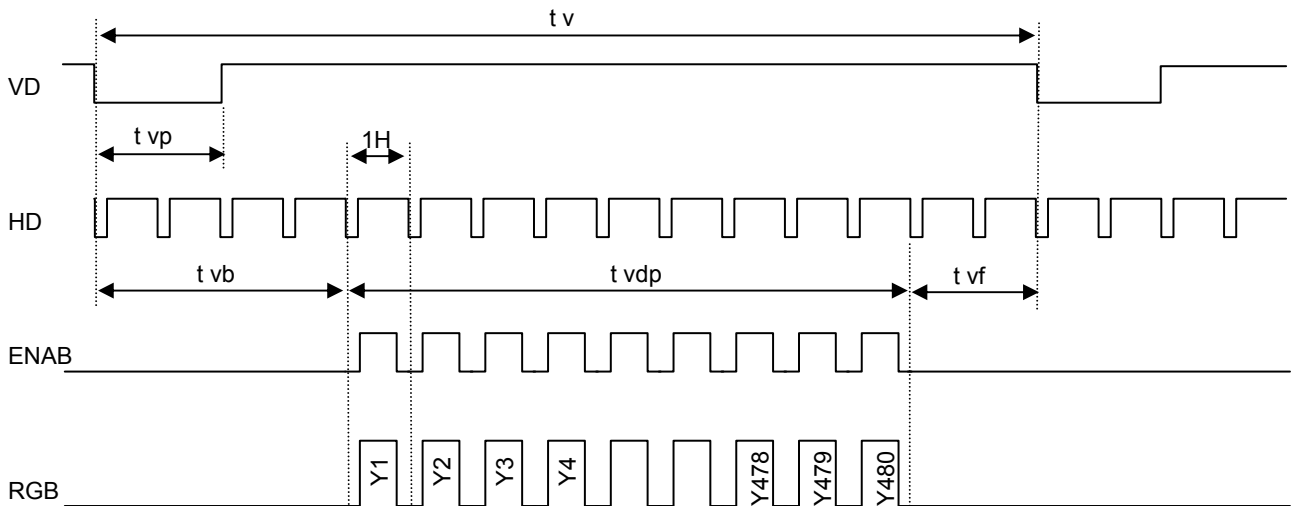 t v
VD
t vp
1H
HD
t vb
t vdp
t vf
ENAB
RGB
Y1
Y2
Y3
Y4
Y478
Y479
Y480